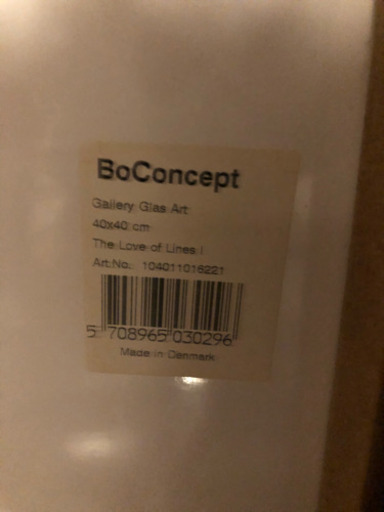 BoConcept
Gallery Glas Art
40x40 cm
The Love of Lines I
Art.No.: 104011016221
5 708965 030296
Made in Denmark